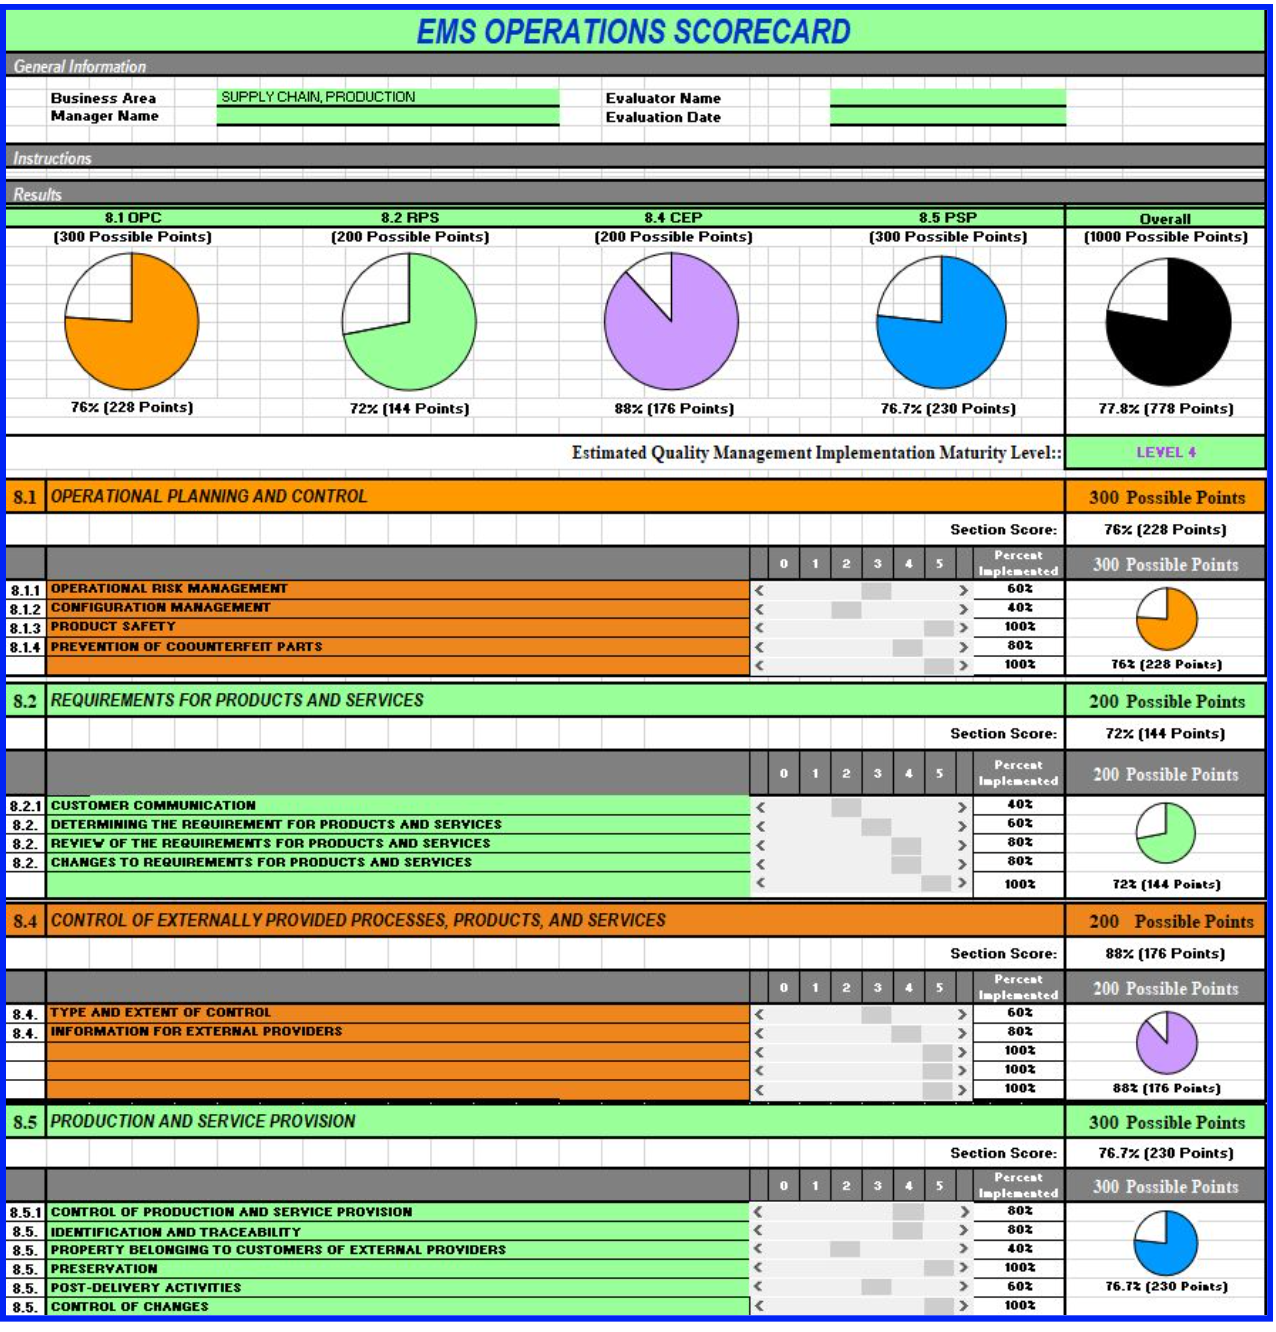 EMS OPERATIONS SCORECARD
General Information
Business Area SUPPLY CHAIN, PRODUCTION Evaluator Name
Manager Name Evaluation Date
Instructions
Results
8.1 OPC 8.2 RPS 8.4 CEP 8.5 PSP Overall
(300 Possible Points) (200 Possible Points) (200 Possible Points) (300 Possible Points) (1000 Possible Points)
76% (228 Points) 72% (144 Points) 88% (176 Points) 76.7% (230 Points) 77.8% (778 Points)
Estimated Quality Management Implementation Maturity Level:: LEVEL 4
8.1 OPERATIONAL PLANNING AND CONTROL 300 Possible Points
Section Score: 76% (228 Points)
0 1 2 3 4 5 Percent Implemented 300 Possible Points
8.1.1 OPERATIONAL RISK MANAGEMENT < > 60%
8.1.2 CONFIGURATION MANAGEMENT < > 40%
8.1.3 PRODUCT SAFETY < > 100%
8.1.4 PREVENTION OF COOUNTERFEIT PARTS < > 80%
< > 100% 76% (228 Points)
8.2 REQUIREMENTS FOR PRODUCTS AND SERVICES 200 Possible Points
Section Score: 72% (144 Points)
0 1 2 3 4 5 Percent Implemented 200 Possible Points
8.2.1 CUSTOMER COMMUNICATION < > 40%
8.2. DETERMINING THE REQUIREMENT FOR PRODUCTS AND SERVICES < > 60%
8.2. REVIEW OF THE REQUIREMENTS FOR PRODUCTS AND SERVICES < > 80%
8.2. CHANGES TO REQUIREMENTS FOR PRODUCTS AND SERVICES < > 80%
< > 100% 72% (144 Points)
8.4 CONTROL OF EXTERNALLY PROVIDED PROCESSES, PRODUCTS, AND SERVICES 200 Possible Points
Section Score: 88% (176 Points)
0 1 2 3 4 5 Percent Implemented 200 Possible Points
8.4. TYPE AND EXTENT OF CONTROL < > 60%
8.4. INFORMATION FOR EXTERNAL PROVIDERS < > 80%
< > 100%
< > 100%
< > 100% 88% (176 Points)
8.5 PRODUCTION AND SERVICE PROVISION 300 Possible Points
Section Score: 76.7% (230 Points)
0 1 2 3 4 5 Percent Implemented 300 Possible Points
8.5.1 CONTROL OF PRODUCTION AND SERVICE PROVISION < > 80%
8.5. IDENTIFICATION AND TRACEABILITY < > 80%
8.5. PROPERTY BELONGING TO CUSTOMERS OF EXTERNAL PROVIDERS < > 40%
8.5. PRESERVATION < > 100%
8.5. POST-DELIVERY ACTIVITIES < > 60% 76.7% (230 Points)
8.5. CONTROL OF CHANGES < > 100%